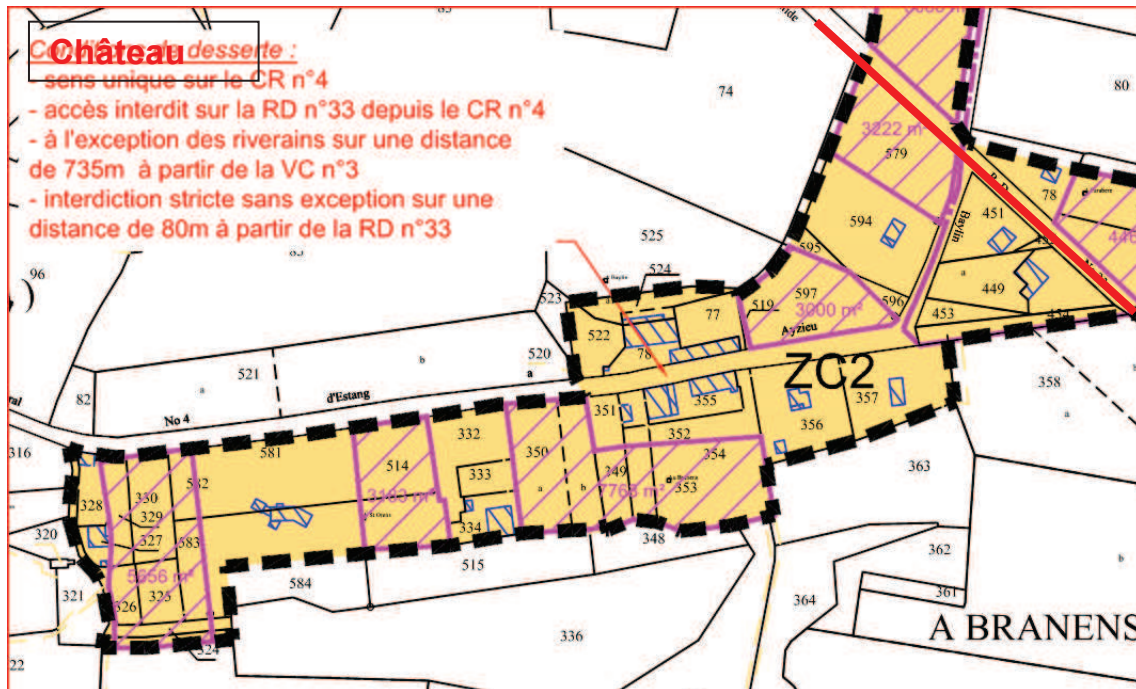 Château
Conditions de desserte :
- sens unique sur le CR n°4
- accès interdit sur la RD n°33 depuis le CR n°4
- à l'exception des riverains sur une distance
de 735m à partir de la VC n°3
- interdiction stricte sans exception sur une
distance de 80m à partir de la RD n°33
74
80
3222 m²
579
594
595
78
451
Baylin
a
449
453
525
524
523
522
77
78
519
597
3000 m²
596
Ayzieu
96
521
b
520
a
82
a
No 4
d'Estang
316
581
332
351
355
352
ZC2
356
357
358
a
363
514
3183 m²
333
334
350
a
b
349
354
7768 m²
353
348
328
330
329
327
583
320
321
5656 m²
326
325
584
515
336
364
362
361
b
A BRANENS